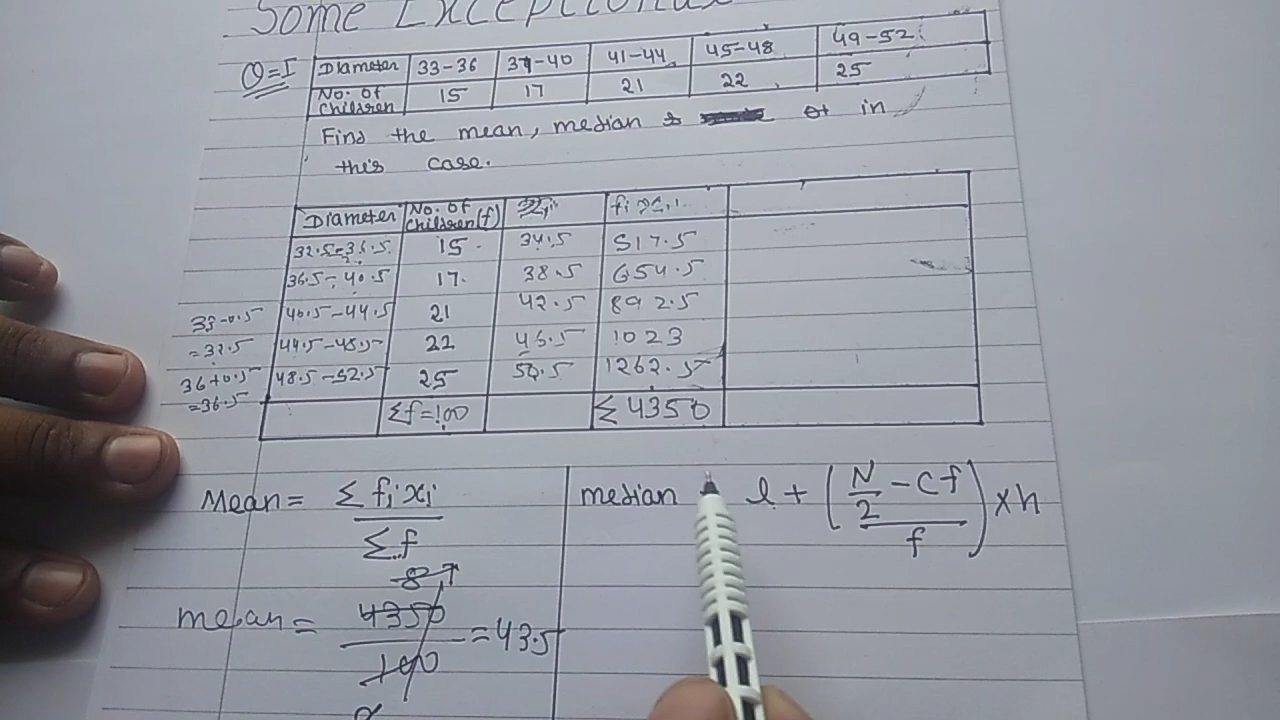 Some Exceptional
Q=I
Diameter 33-36 37-40 41-44 45-48 49-52
No. of Children 15 17 21 22 25
Find the mean, median & of in
this case.
Diameter No. of Children(f) xi fixi
32.5-36.5 15 34.5 517.5
36.5-40.5 17 38.5 654.5
33-0.5 40.5-44.5 21 42.5 892.5
=32.5 44.5-48.5 22 46.5 1023
36+0.5 48.5-52.5 25 50.5 1262.5
=36.5 Σf=100 Σ4350
Mean = Σfixi / Σf
median l + (N/2 - cf / f) × h
mean = 4350 / 100 = 43.5